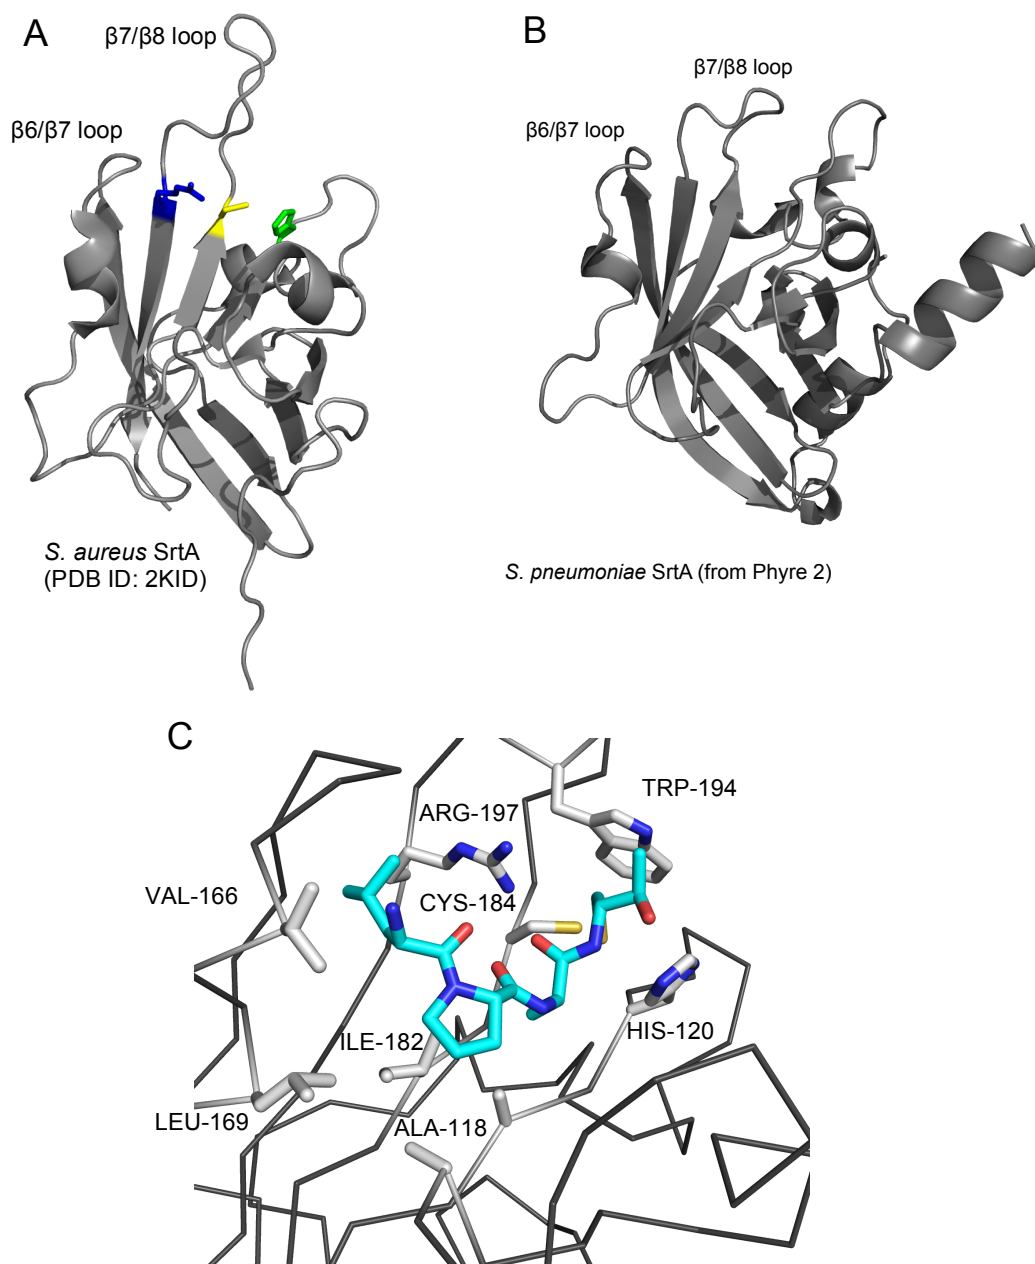 A
β7/β8 loop
β6/β7 loop
S. aureus SrtA
(PDB ID: 2KID)
B
β7/β8 loop
β6/β7 loop
S. pneumoniae SrtA (from Phyre 2)
C
TRP-194
ARG-197
VAL-166
CYS-184
ILE-182
HIS-120
LEU-169
ALA-118